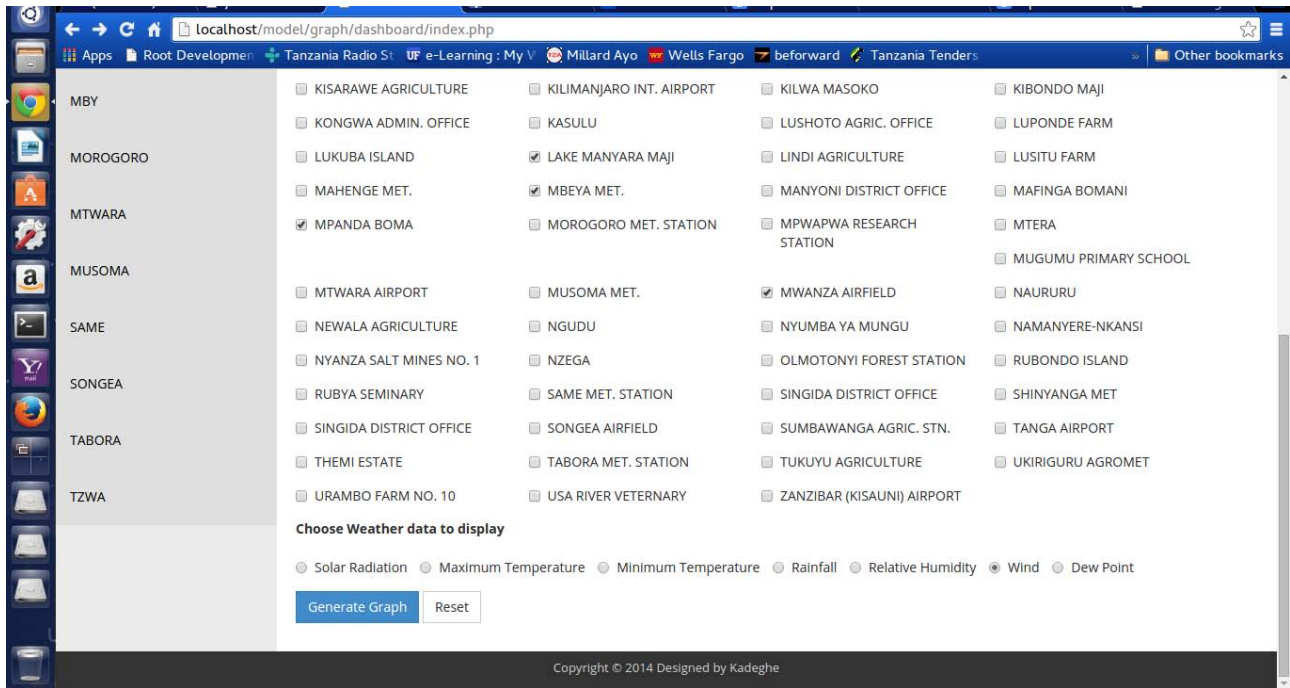 localhost/model/graph/dashboard/index.php
Apps Root Developmen Tanzania Radio St UF e-Learning : My V Millard Ayo Wells Fargo beforward Tanzania Tenders » Other bookmarks
MBY
MOROGORO
MTWARA
MUSOMA
SAME
SONGEA
TABORA
TZWA
KISARAWE AGRICULTURE KILIMANJARO INT. AIRPORT KILWA MASOKO KIBONDO MAJI
KONGWA ADMIN. OFFICE KASULU LUSHOTO AGRIC. OFFICE LUPONDE FARM
LUKUBA ISLAND LAKE MANYARA MAJI LINDI AGRICULTURE LUSITU FARM
MAHENGE MET. MBEYA MET. MANYONI DISTRICT OFFICE MAFINGA BOMANI
MPANDA BOMA MOROGORO MET. STATION MPWAPWA RESEARCH STATION MTERA
MUGUMU PRIMARY SCHOOL
MTWARA AIRPORT MUSOMA MET. MWANZA AIRFIELD NAURURU
NEWALA AGRICULTURE NGUDU NYUMBA YA MUNGU NAMANYERE-NKANSI
NYANZA SALT MINES NO. 1 NZEGA OLMOTONYI FOREST STATION RUBONDO ISLAND
RUBYA SEMINARY SAME MET. STATION SINGIDA DISTRICT OFFICE SHINYANGA MET
SINGIDA DISTRICT OFFICE SONGEA AIRFIELD SUMBAWANGA AGRIC. STN. TANGA AIRPORT
THEMI ESTATE TABORA MET. STATION TUKUYU AGRICULTURE UKIRIGURU AGROMET
URAMBO FARM NO. 10 USA RIVER VETERNARY ZANZIBAR (KISAUNI) AIRPORT
Choose Weather data to display
Solar Radiation Maximum Temperature Minimum Temperature Rainfall Relative Humidity Wind Dew Point
Generate Graph Reset
Copyright © 2014 Designed by Kadeghe